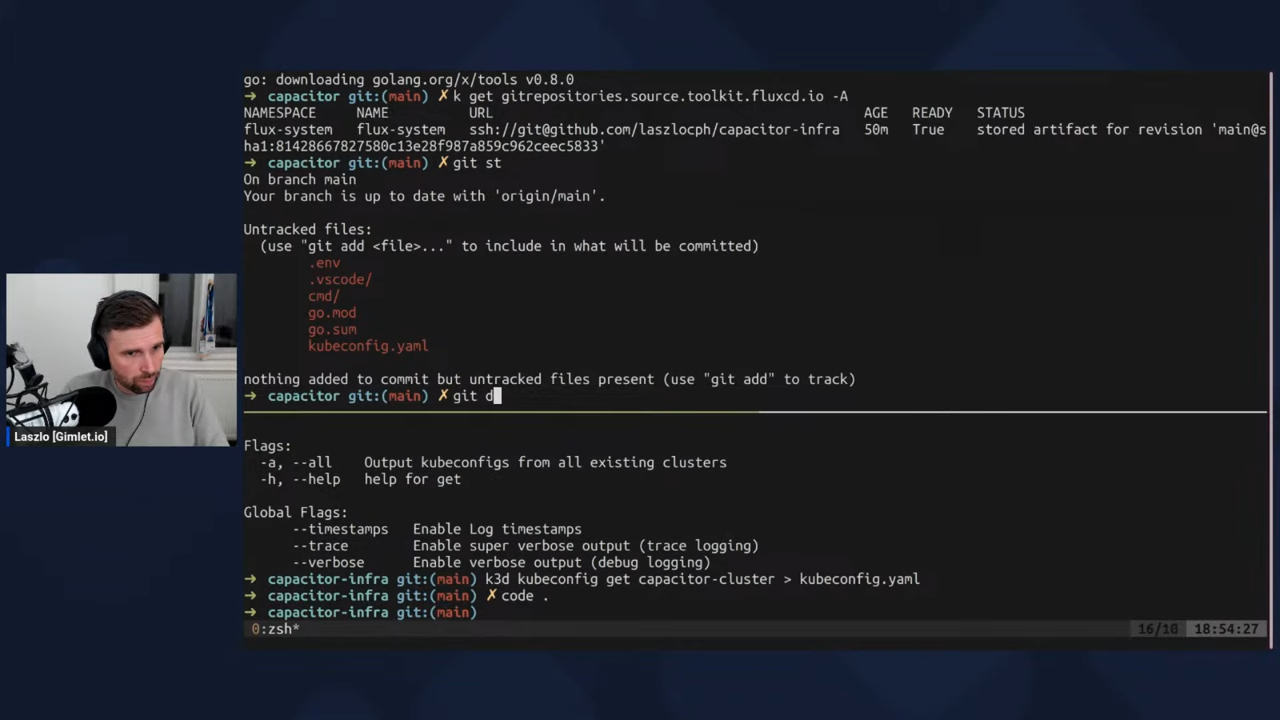 go: downloading golang.org/x/tools v0.8.0
➜ capacitor git:(main) ✗ k get gitrepositories.source.toolkit.fluxcd.io -A
NAMESPACE NAME URL AGE READY STATUS
flux-system flux-system ssh://git@github.com/laszlocph/capacitor-infra 50m True stored artifact for revision 'main@s
ha1:81428667827580c13e28f987a859c962ceec5833'
➜ capacitor git:(main) ✗ git st
On branch main
Your branch is up to date with 'origin/main'.
Untracked files:
(use "git add <file>..." to include in what will be committed)
.env
.vscode/
cmd/
go.mod
go.sum
kubeconfig.yaml
nothing added to commit but untracked files present (use "git add" to track)
➜ capacitor git:(main) ✗ git d
Flags:
-a, --all Output kubeconfigs from all existing clusters
-h, --help help for get
Global Flags:
--timestamps Enable Log timestamps
--trace Enable super verbose output (trace logging)
--verbose Enable verbose output (debug logging)
➜ capacitor-infra git:(main) k3d kubeconfig get capacitor-cluster > kubeconfig.yaml
➜ capacitor-infra git:(main) ✗ code .
➜ capacitor-infra git:(main)
0:zsh* 16/10 18:54:27
Laszlo [Gimlet.io]